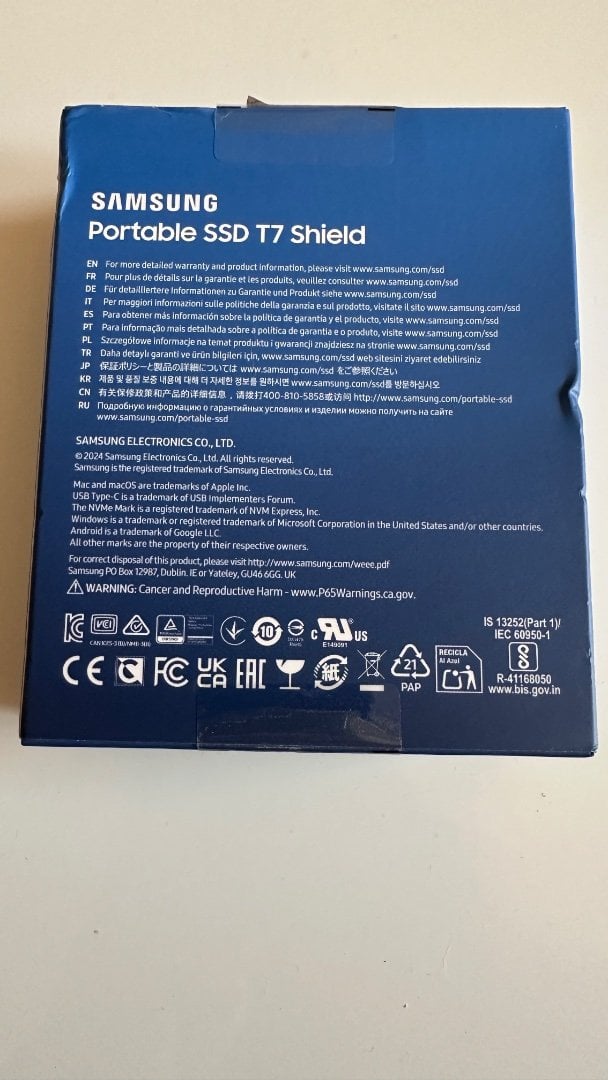 SAMSUNG
Portable SSD T7 Shield
EN For more detailed warranty and product information, please visit www.samsung.com/ssd
FR Pour plus de détails sur la garantie et les produits, veuillez consulter www.samsung.com/ssd
DE Für detailliertere Informationen zu Garantie und Produkt siehe www.samsung.com/ssd
IT Per maggiori informazioni sulle politiche della garanzia e sul prodotto, visitate il sito www.samsung.com/ssd
ES Para obtener más información sobre la política de garantía y el producto, visite www.samsung.com/ssd
PT Para informação mais detalhada sobre a política de garantia e o produto, visite www.samsung.com/ssd
PL Szczegółowe informacje na temat produktu i gwarancji znajdziesz na stronie www.samsung.com/ssd
TR Daha detaylı garanti ve ürün bilgileri için, www.samsung.com/ssd web sitesini ziyaret edebilirsiniz
JP 保証ポリシーと製品の詳細については www.samsung.com/ssd をご参照ください
KR 제품 및 품질 보증 내용에 대해 더 자세한 정보를 원하시면 www.samsung.com/ssd를 방문하십시오
CN 有关保修政策和产品的详细信息，请拨打400-810-5858或访问 http://www.samsung.com/portable-ssd
RU Подробную информацию о гарантийных условиях и изделии можно получить на сайте
www.samsung.com/portable-ssd
SAMSUNG ELECTRONICS CO., LTD.
© 2024 Samsung Electronics Co., Ltd. All rights reserved.
Samsung is the registered trademark of Samsung Electronics Co., Ltd.
Mac and macOS are trademarks of Apple Inc.
USB Type-C is a trademark of USB Implementers Forum.
The NVMe Mark is a registered trademark of NVM Express, Inc.
Windows is a trademark or registered trademark of Microsoft Corporation in the United States and/or other countries.
Android is a trademark of Google LLC.
All other marks are the property of their respective owners.
For correct disposal of this product, please visit http://www.samsung.com/weee.pdf
Samsung PO Box 12987, Dublin. IE or Yateley, GU46 6GG. UK
WARNING: Cancer and Reproductive Harm - www.P65Warnings.ca.gov.
IS 13252(Part 1)/
IEC 60950-1
VCI
10
c RU US
E149091
CE FC UK CA EAC
紙
21
PAP
RECICLA
Al Azul
R-41168050
www.bis.gov.in